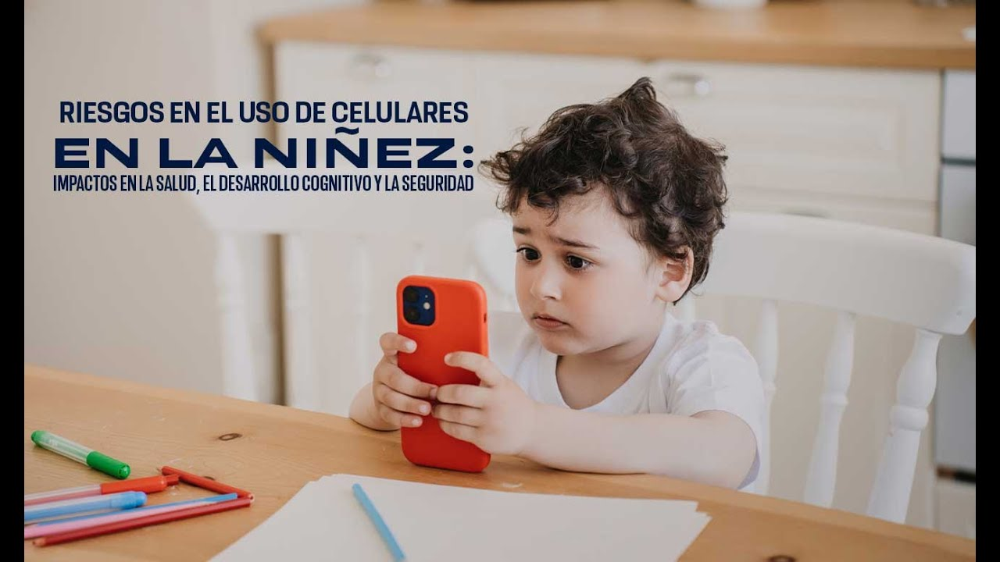 RIESGOS EN EL USO DE CELULARES
EN LA NIÑEZ:
IMPACTOS EN LA SALUD, EL DESARROLLO COGNITIVO Y LA SEGURIDAD